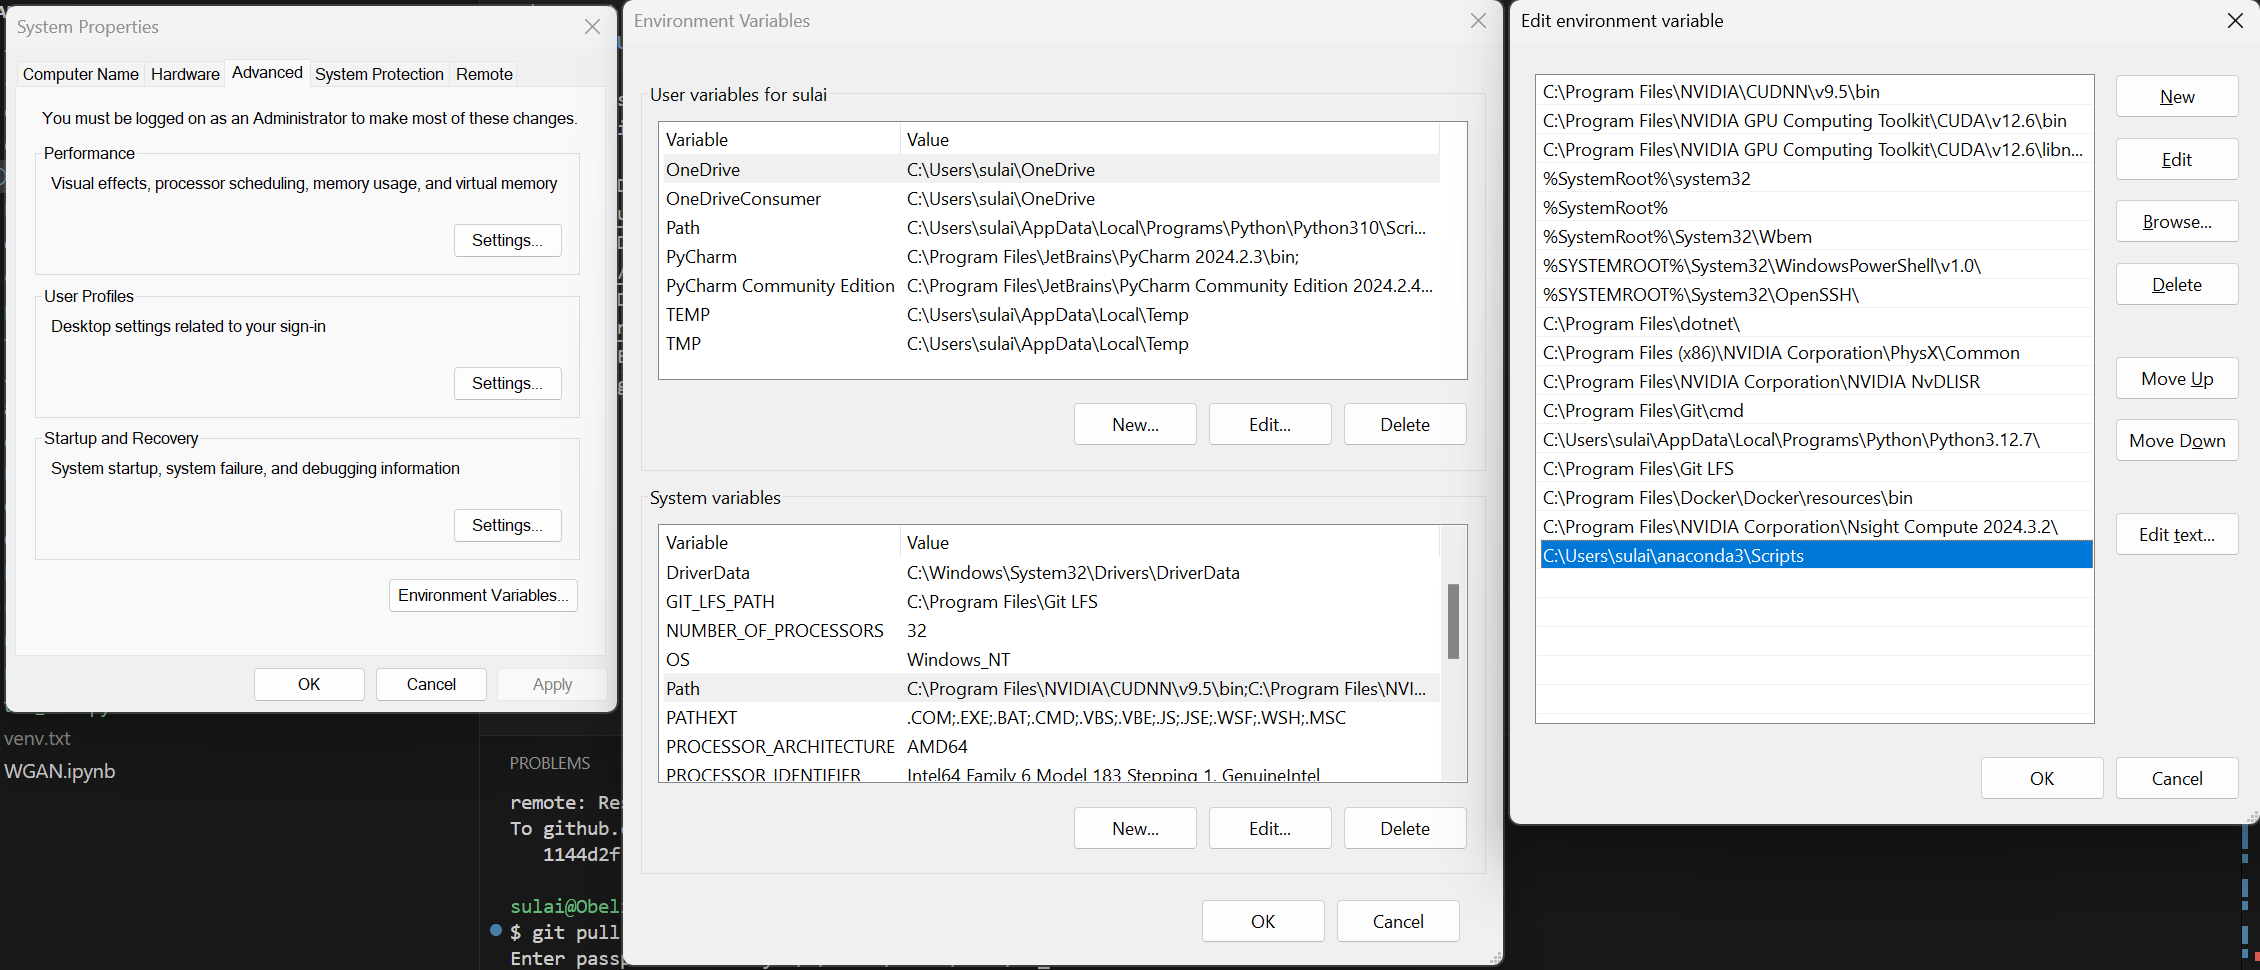 System Properties
Computer Name Hardware Advanced System Protection Remote
You must be logged on as an Administrator to make most of these changes.
Performance
Visual effects, processor scheduling, memory usage, and virtual memory
Settings...
User Profiles
Desktop settings related to your sign-in
Settings...
Startup and Recovery
System startup, system failure, and debugging information
Settings...
Environment Variables...
OK Cancel Apply
venv.txt
WGAN.ipynb
PROBLEMS
remote: Res
To github.
1144d2f
sulai@Obel
$ git pull
Enter passp
Environment Variables
User variables for sulai
Variable Value
OneDrive C:\Users\sulai\OneDrive
OneDriveConsumer C:\Users\sulai\OneDrive
Path C:\Users\sulai\AppData\Local\Programs\Python\Python310\Scri...
PyCharm C:\Program Files\JetBrains\PyCharm 2024.2.3\bin;
PyCharm Community Edition C:\Program Files\JetBrains\PyCharm Community Edition 2024.2.4...
TEMP C:\Users\sulai\AppData\Local\Temp
TMP C:\Users\sulai\AppData\Local\Temp
New... Edit... Delete
System variables
Variable Value
DriverData C:\Windows\System32\Drivers\DriverData
GIT_LFS_PATH C:\Program Files\Git LFS
NUMBER_OF_PROCESSORS 32
OS Windows_NT
Path C:\Program Files\NVIDIA\CUDNN\v9.5\bin;C:\Program Files\NVI...
PATHEXT .COM;.EXE;.BAT;.CMD;.VBS;.VBE;.JS;.JSE;.WSF;.WSH;.MSC
PROCESSOR_ARCHITECTURE AMD64
PROCESSOR_IDENTIFIER Intel64 Family 6 Model 183 Stepping 1, GenuineIntel
New... Edit... Delete
OK Cancel
Edit environment variable
C:\Program Files\NVIDIA\CUDNN\v9.5\bin
C:\Program Files\NVIDIA GPU Computing Toolkit\CUDA\v12.6\bin
C:\Program Files\NVIDIA GPU Computing Toolkit\CUDA\v12.6\libn...
%SystemRoot%\system32
%SystemRoot%
%SystemRoot%\System32\Wbem
%SYSTEMROOT%\System32\WindowsPowerShell\v1.0\
%SYSTEMROOT%\System32\OpenSSH\
C:\Program Files\dotnet\
C:\Program Files (x86)\NVIDIA Corporation\PhysX\Common
C:\Program Files\NVIDIA Corporation\NVIDIA NvDLISR
C:\Program Files\Git\cmd
C:\Users\sulai\AppData\Local\Programs\Python\Python3.12.7\
C:\Program Files\Git LFS
C:\Program Files\Docker\Docker\resources\bin
C:\Program Files\NVIDIA Corporation\Nsight Compute 2024.3.2\
C:\Users\sulai\anaconda3\Scripts
New
Edit
Browse...
Delete
Move Up
Move Down
Edit text...
OK Cancel